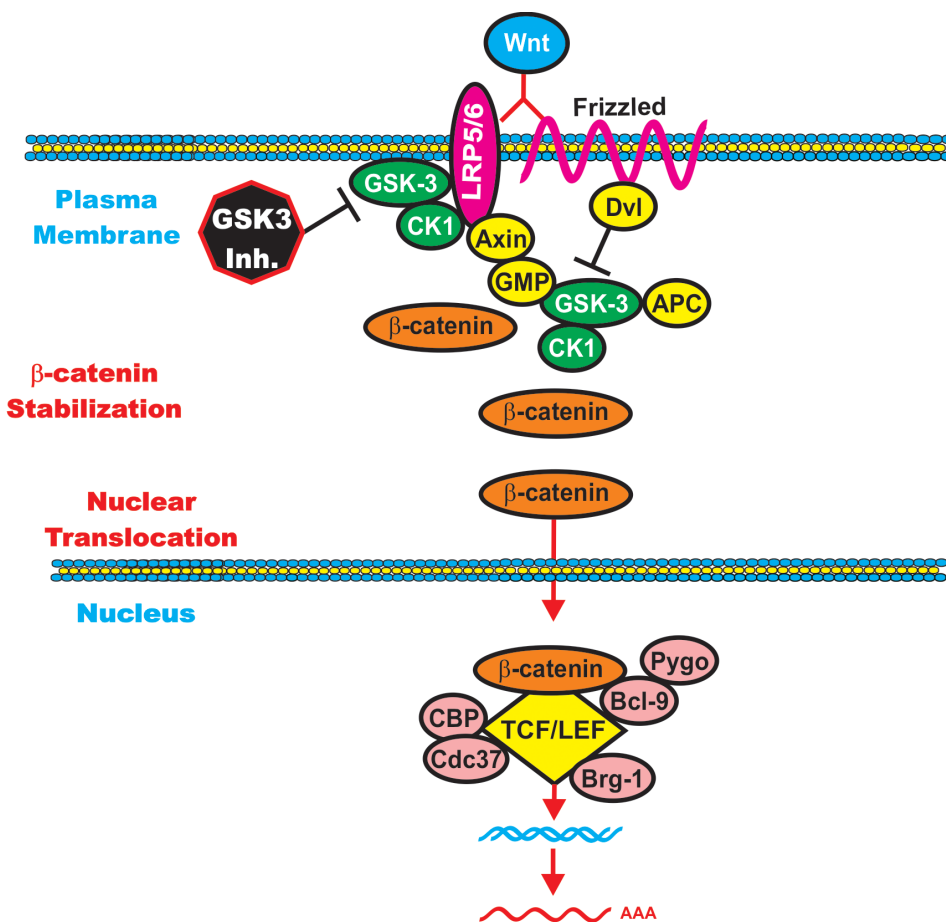 Wnt
LRP5/6
Frizzled
Plasma
Membrane
GSK3
Inh.
GSK-3
CK1
Axin
Dvl
GMP
GSK-3
APC
CK1
β-catenin
β-catenin
Stabilization
β-catenin
β-catenin
Nuclear
Translocation
Nucleus
β-catenin
Pygo
Bcl-9
CBP
TCF/LEF
Cdc37
Brg-1
AAA